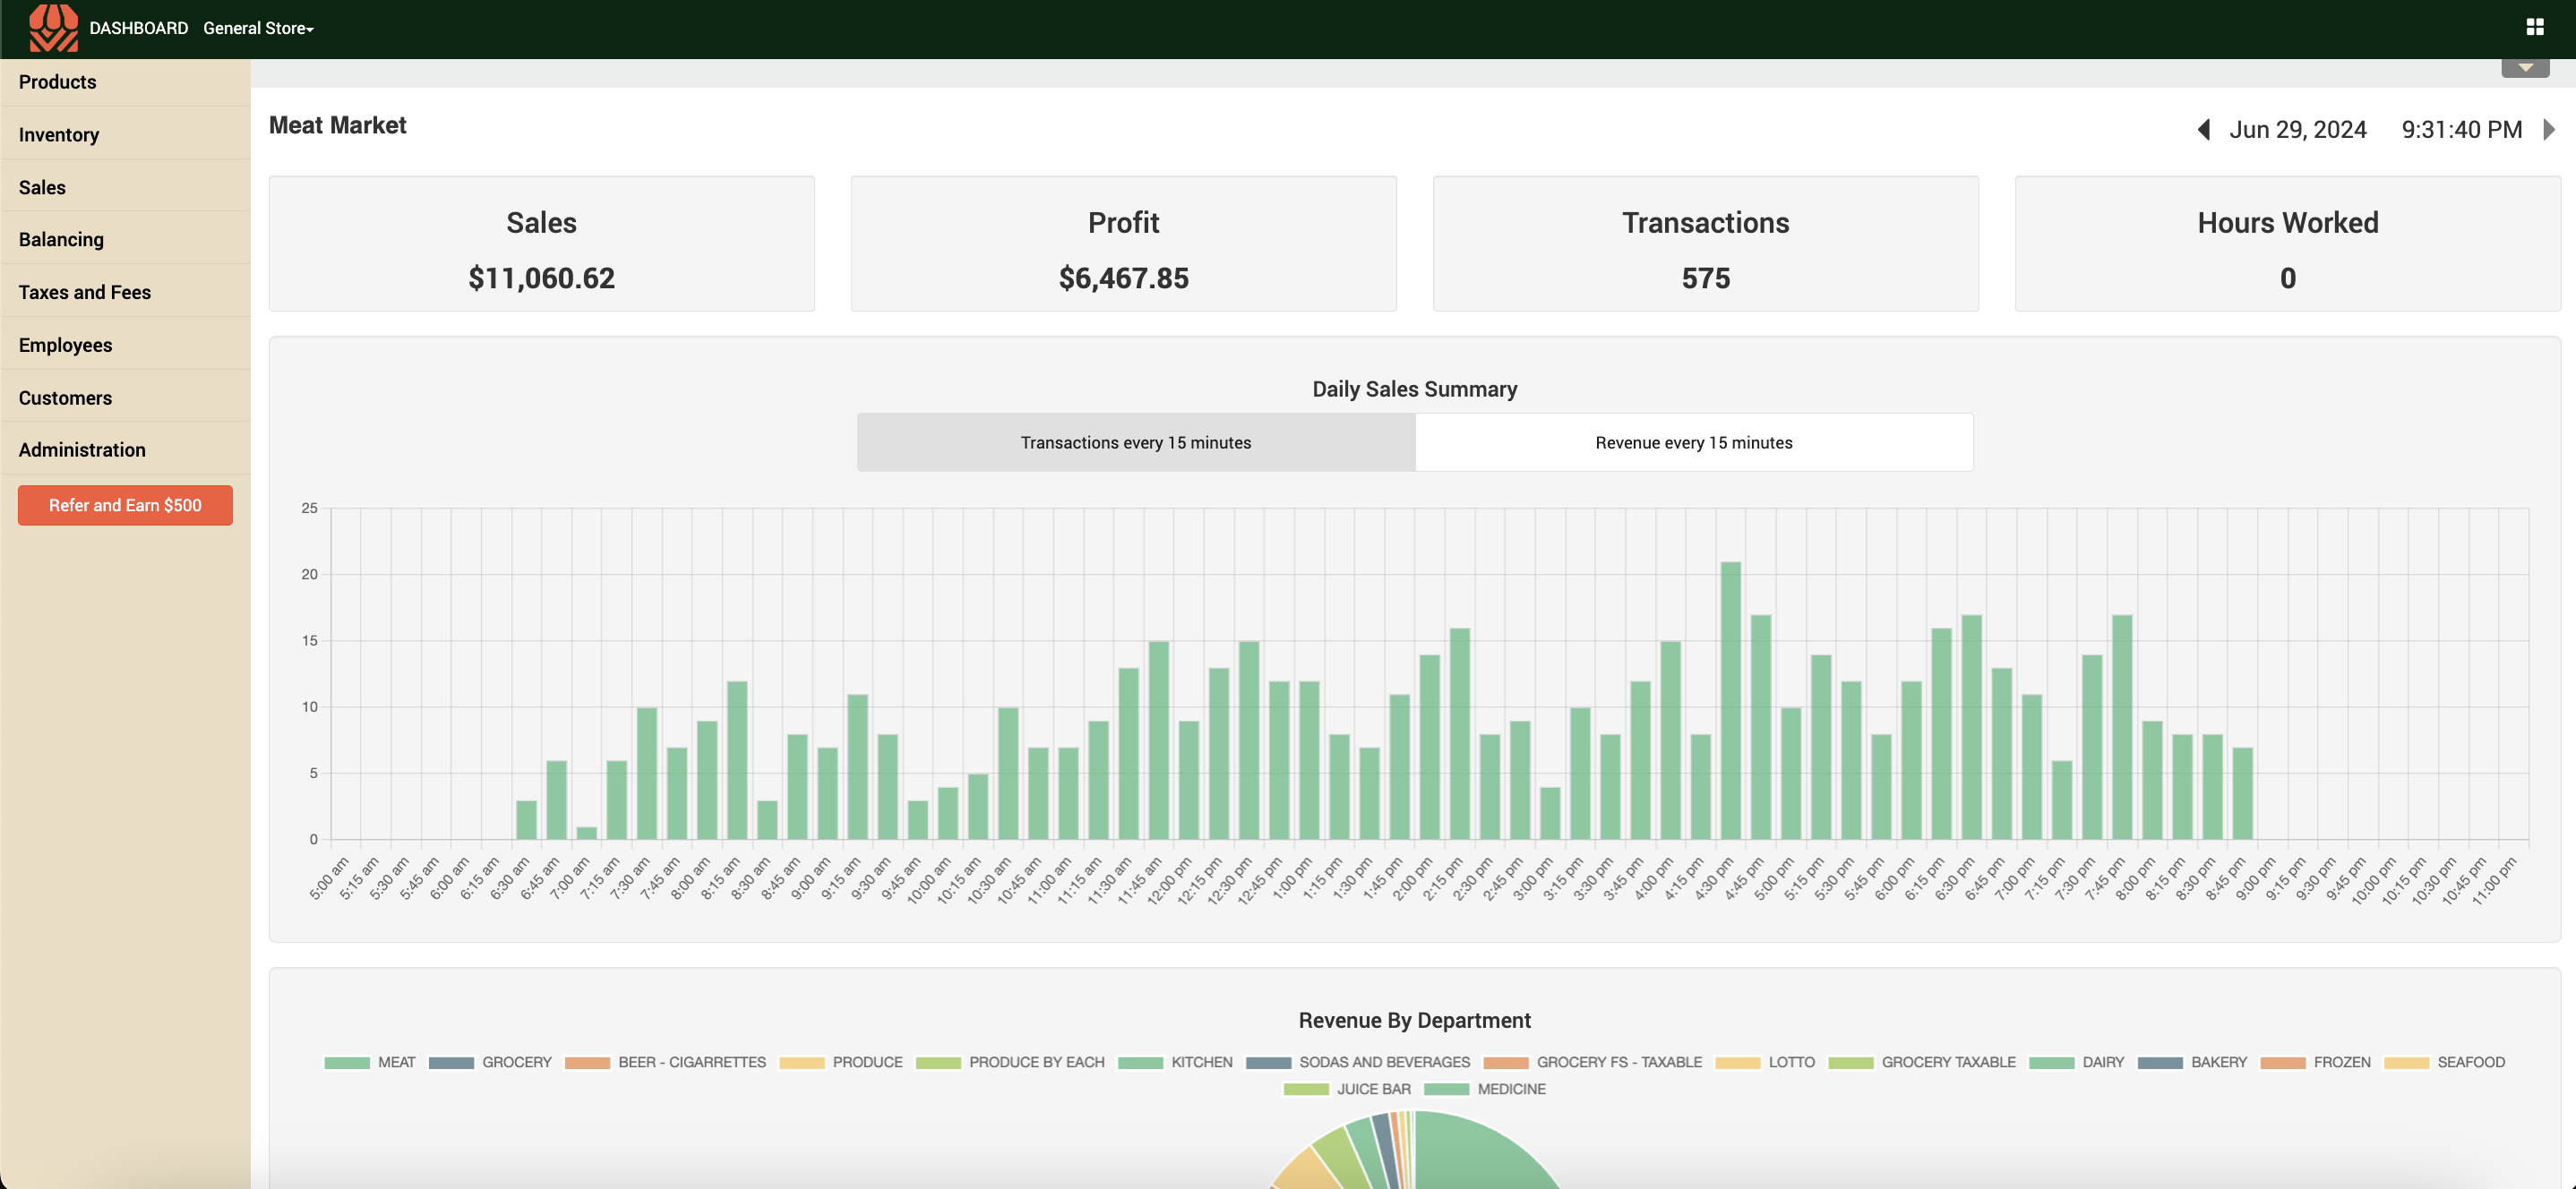 DASHBOARD General Store
Products
Inventory
Sales
Balancing
Taxes and Fees
Employees
Customers
Administration
Refer and Earn $500
Meat Market
Jun 29, 2024 9:31:40 PM
Sales
$11,060.62
Profit
$6,467.85
Transactions
575
Hours Worked
0
Daily Sales Summary
Transactions every 15 minutes Revenue every 15 minutes
25
20
15
10
5
0
5:00 am 5:15 am 5:30 am 5:45 am 6:00 am 6:15 am 6:30 am 6:45 am 7:00 am 7:15 am 7:30 am 7:45 am 8:00 am 8:15 am 8:30 am 8:45 am 9:00 am 9:15 am 9:30 am 9:45 am 10:00 am 10:15 am 10:30 am 10:45 am 11:00 am 11:15 am 11:30 am 11:45 am 12:00 pm 12:15 pm 12:30 pm 12:45 pm 1:00 pm 1:15 pm 1:30 pm 1:45 pm 2:00 pm 2:15 pm 2:30 pm 2:45 pm 3:00 pm 3:15 pm 3:30 pm 3:45 pm 4:00 pm 4:15 pm 4:30 pm 4:45 pm 5:00 pm 5:15 pm 5:30 pm 5:45 pm 6:00 pm 6:15 pm 6:30 pm 6:45 pm 7:00 pm 7:15 pm 7:30 pm 7:45 pm 8:00 pm 8:15 pm 8:30 pm 8:45 pm 9:00 pm 9:15 pm 9:30 pm 9:45 pm 10:00 pm 10:15 pm 10:30 pm 10:45 pm 11:00 pm
Revenue By Department
MEAT GROCERY BEER - CIGARRETTES PRODUCE PRODUCE BY EACH KITCHEN SODAS AND BEVERAGES GROCERY FS - TAXABLE LOTTO GROCERY TAXABLE DAIRY BAKERY FROZEN SEAFOOD
JUICE BAR MEDICINE